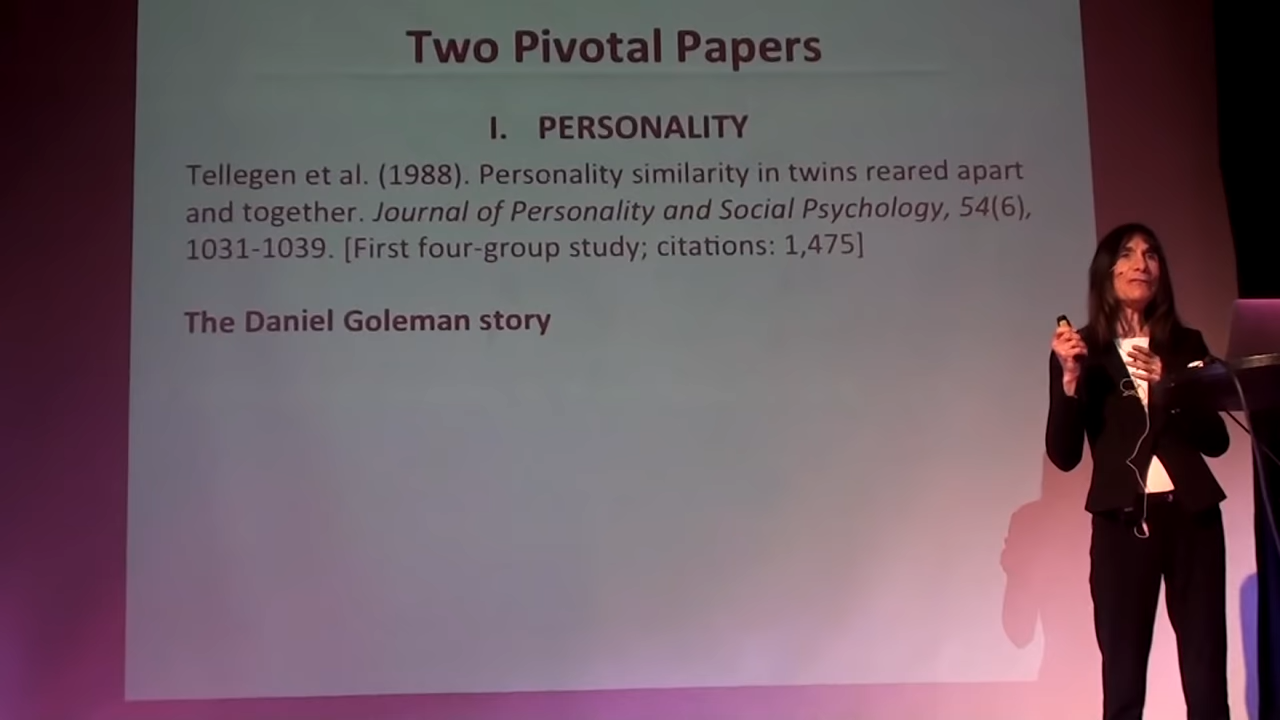 Two Pivotal Papers
I. PERSONALITY
Tellegen et al. (1988). Personality similarity in twins reared apart
and together. Journal of Personality and Social Psychology, 54(6),
1031-1039. [First four-group study; citations: 1,475]
The Daniel Goleman story